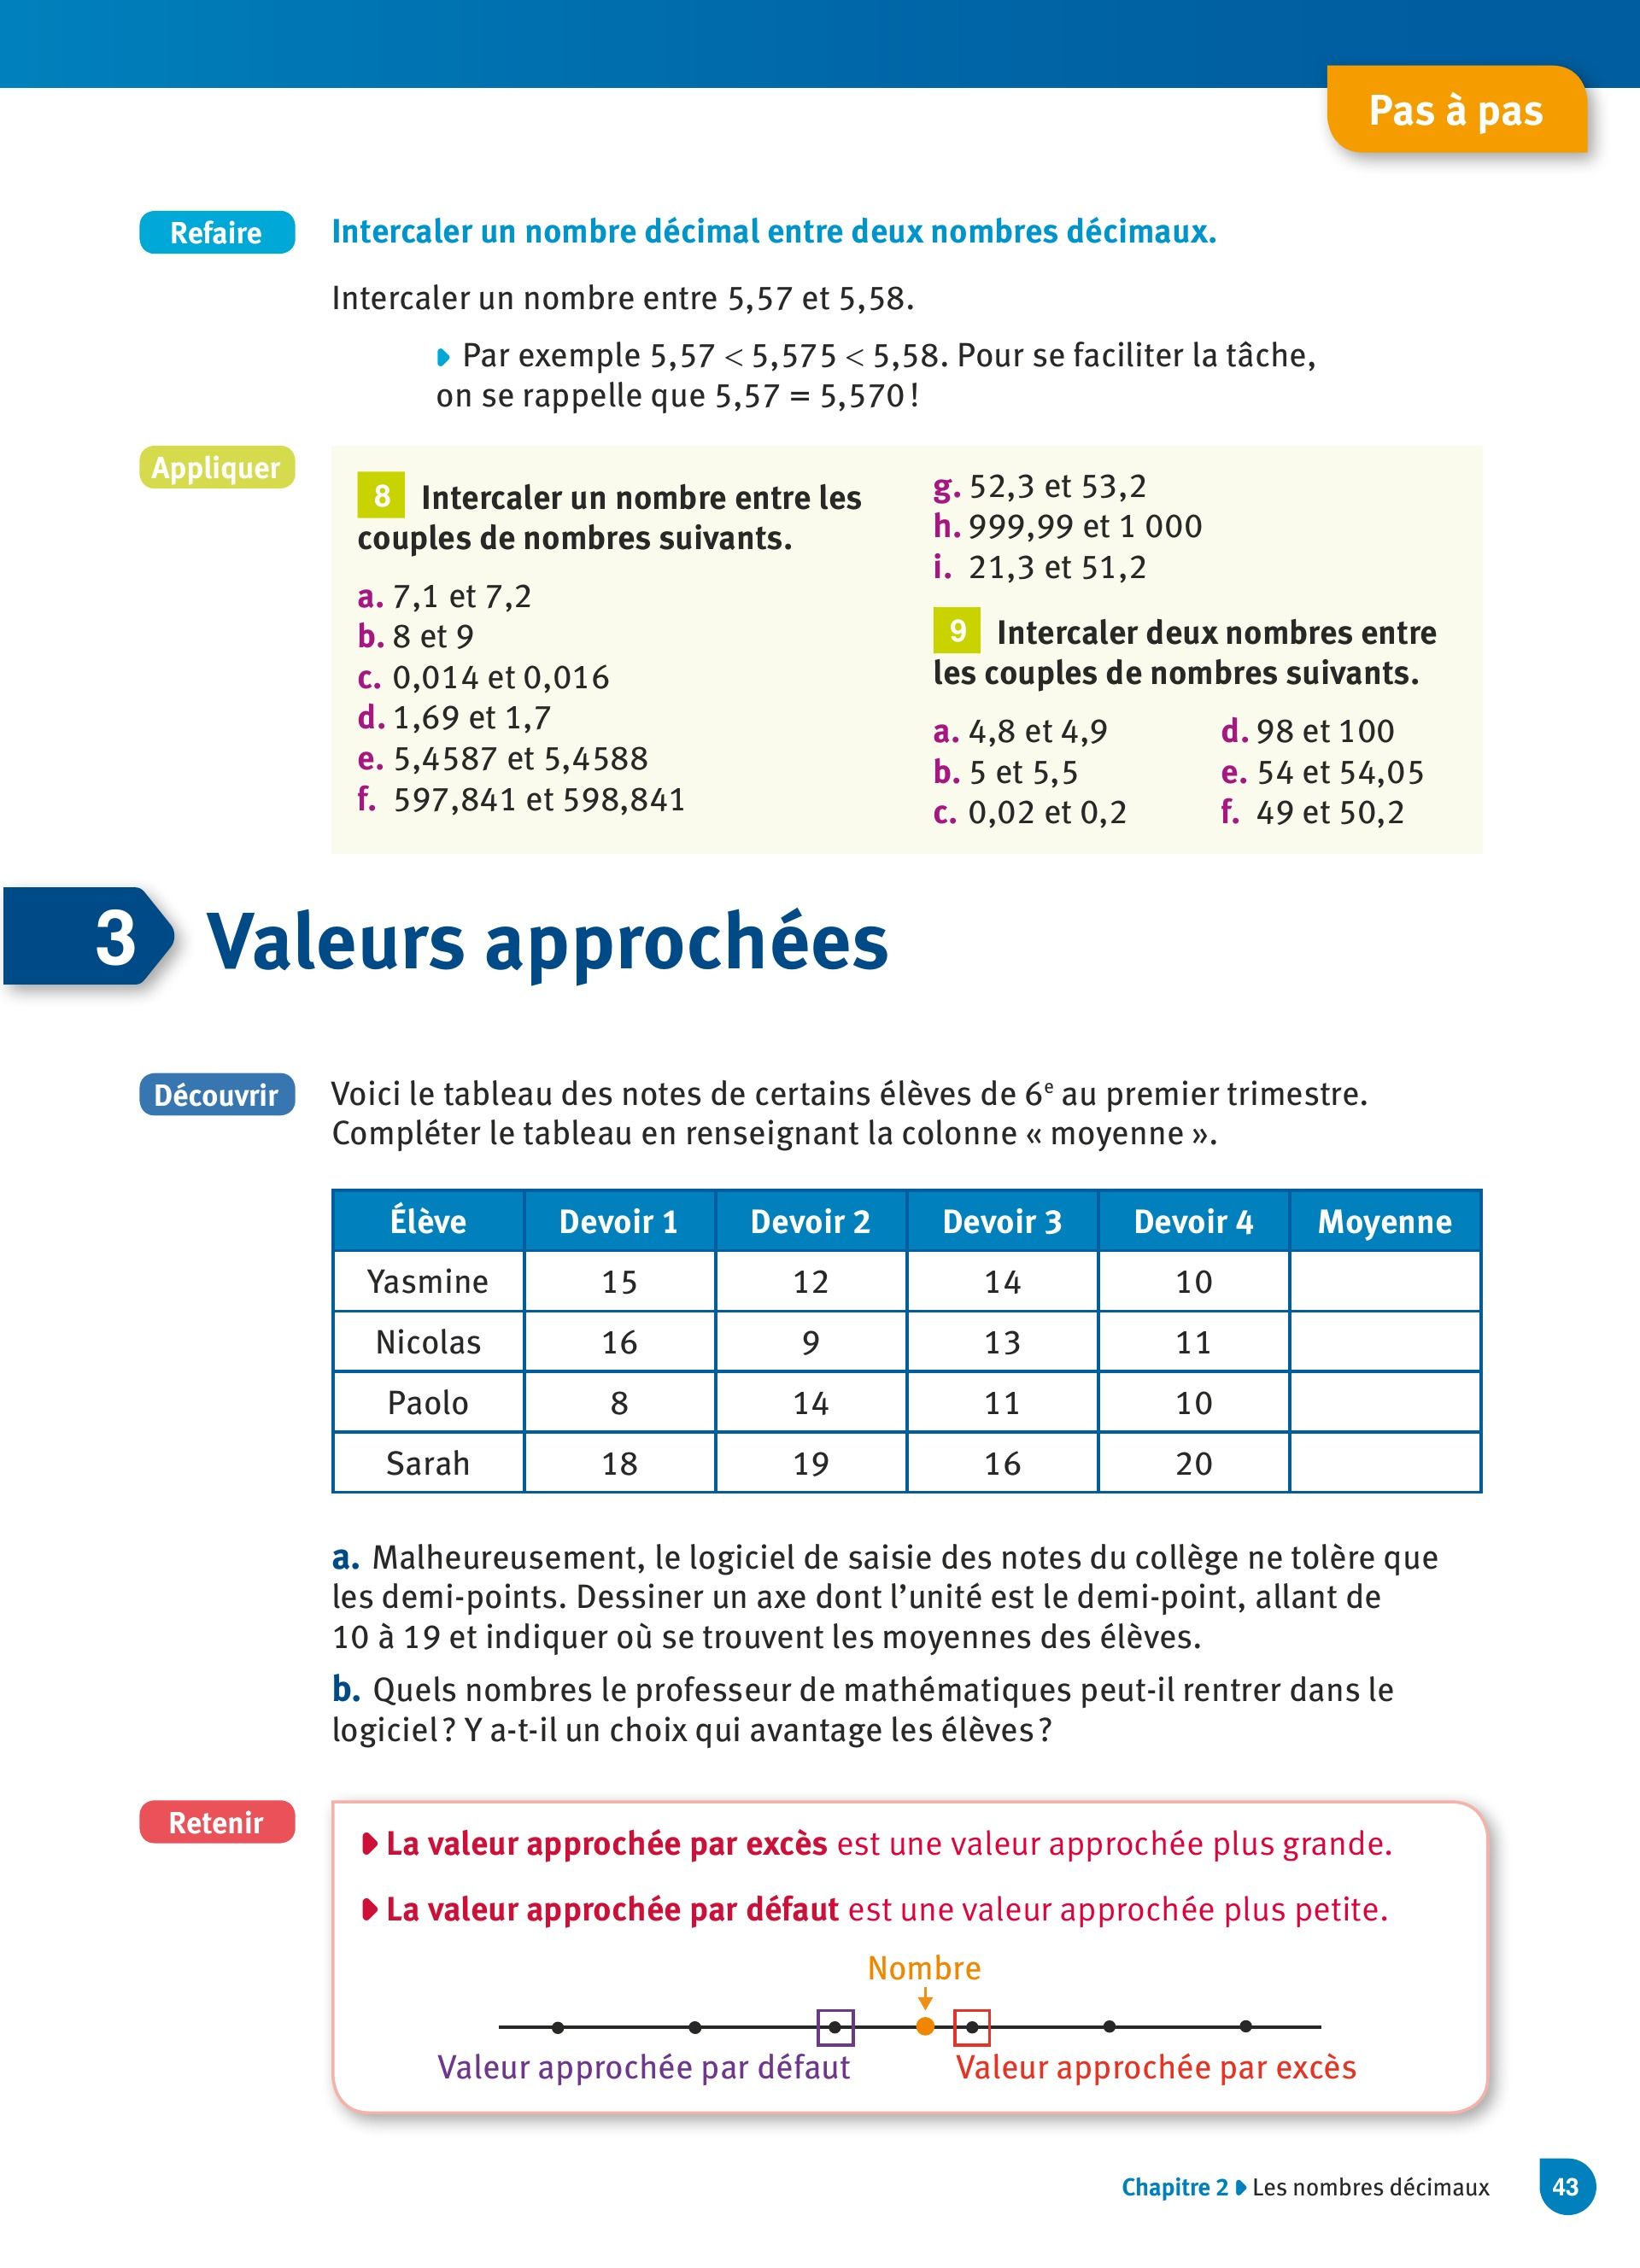 Pas à pas
Refaire
Intercaler un nombre décimal entre deux nombres décimaux.
Intercaler un nombre entre 5,57 et 5,58.
Par exemple 5,57 < 5,575 < 5,58. Pour se faciliter la tâche,
on se rappelle que 5,57 = 5,570 !
Appliquer
8 Intercaler un nombre entre les
couples de nombres suivants.
a. 7,1 et 7,2
b. 8 et 9
c. 0,014 et 0,016
d. 1,69 et 1,7
e. 5,4587 et 5,4588
f. 597,841 et 598,841
g. 52,3 et 53,2
h. 999,99 et 1 000
i. 21,3 et 51,2
9 Intercaler deux nombres entre
les couples de nombres suivants.
a. 4,8 et 4,9
b. 5 et 5,5
c. 0,02 et 0,2
d. 98 et 100
e. 54 et 54,05
f. 49 et 50,2
3 Valeurs approchées
Découvrir
Voici le tableau des notes de certains élèves de 6e au premier trimestre.
Compléter le tableau en renseignant la colonne « moyenne ».
Élève Devoir 1 Devoir 2 Devoir 3 Devoir 4 Moyenne
Yasmine 15 12 14 10
Nicolas 16 9 13 11
Paolo 8 14 11 10
Sarah 18 19 16 20
a. Malheureusement, le logiciel de saisie des notes du collège ne tolère que
les demi-points. Dessiner un axe dont l'unité est le demi-point, allant de
10 à 19 et indiquer où se trouvent les moyennes des élèves.
b. Quels nombres le professeur de mathématiques peut-il rentrer dans le
logiciel ? Y a-t-il un choix qui avantage les élèves ?
Retenir
La valeur approchée par excès est une valeur approchée plus grande.
La valeur approchée par défaut est une valeur approchée plus petite.
Nombre
Valeur approchée par défaut
Valeur approchée par excès
Chapitre 2 Les nombres décimaux
43